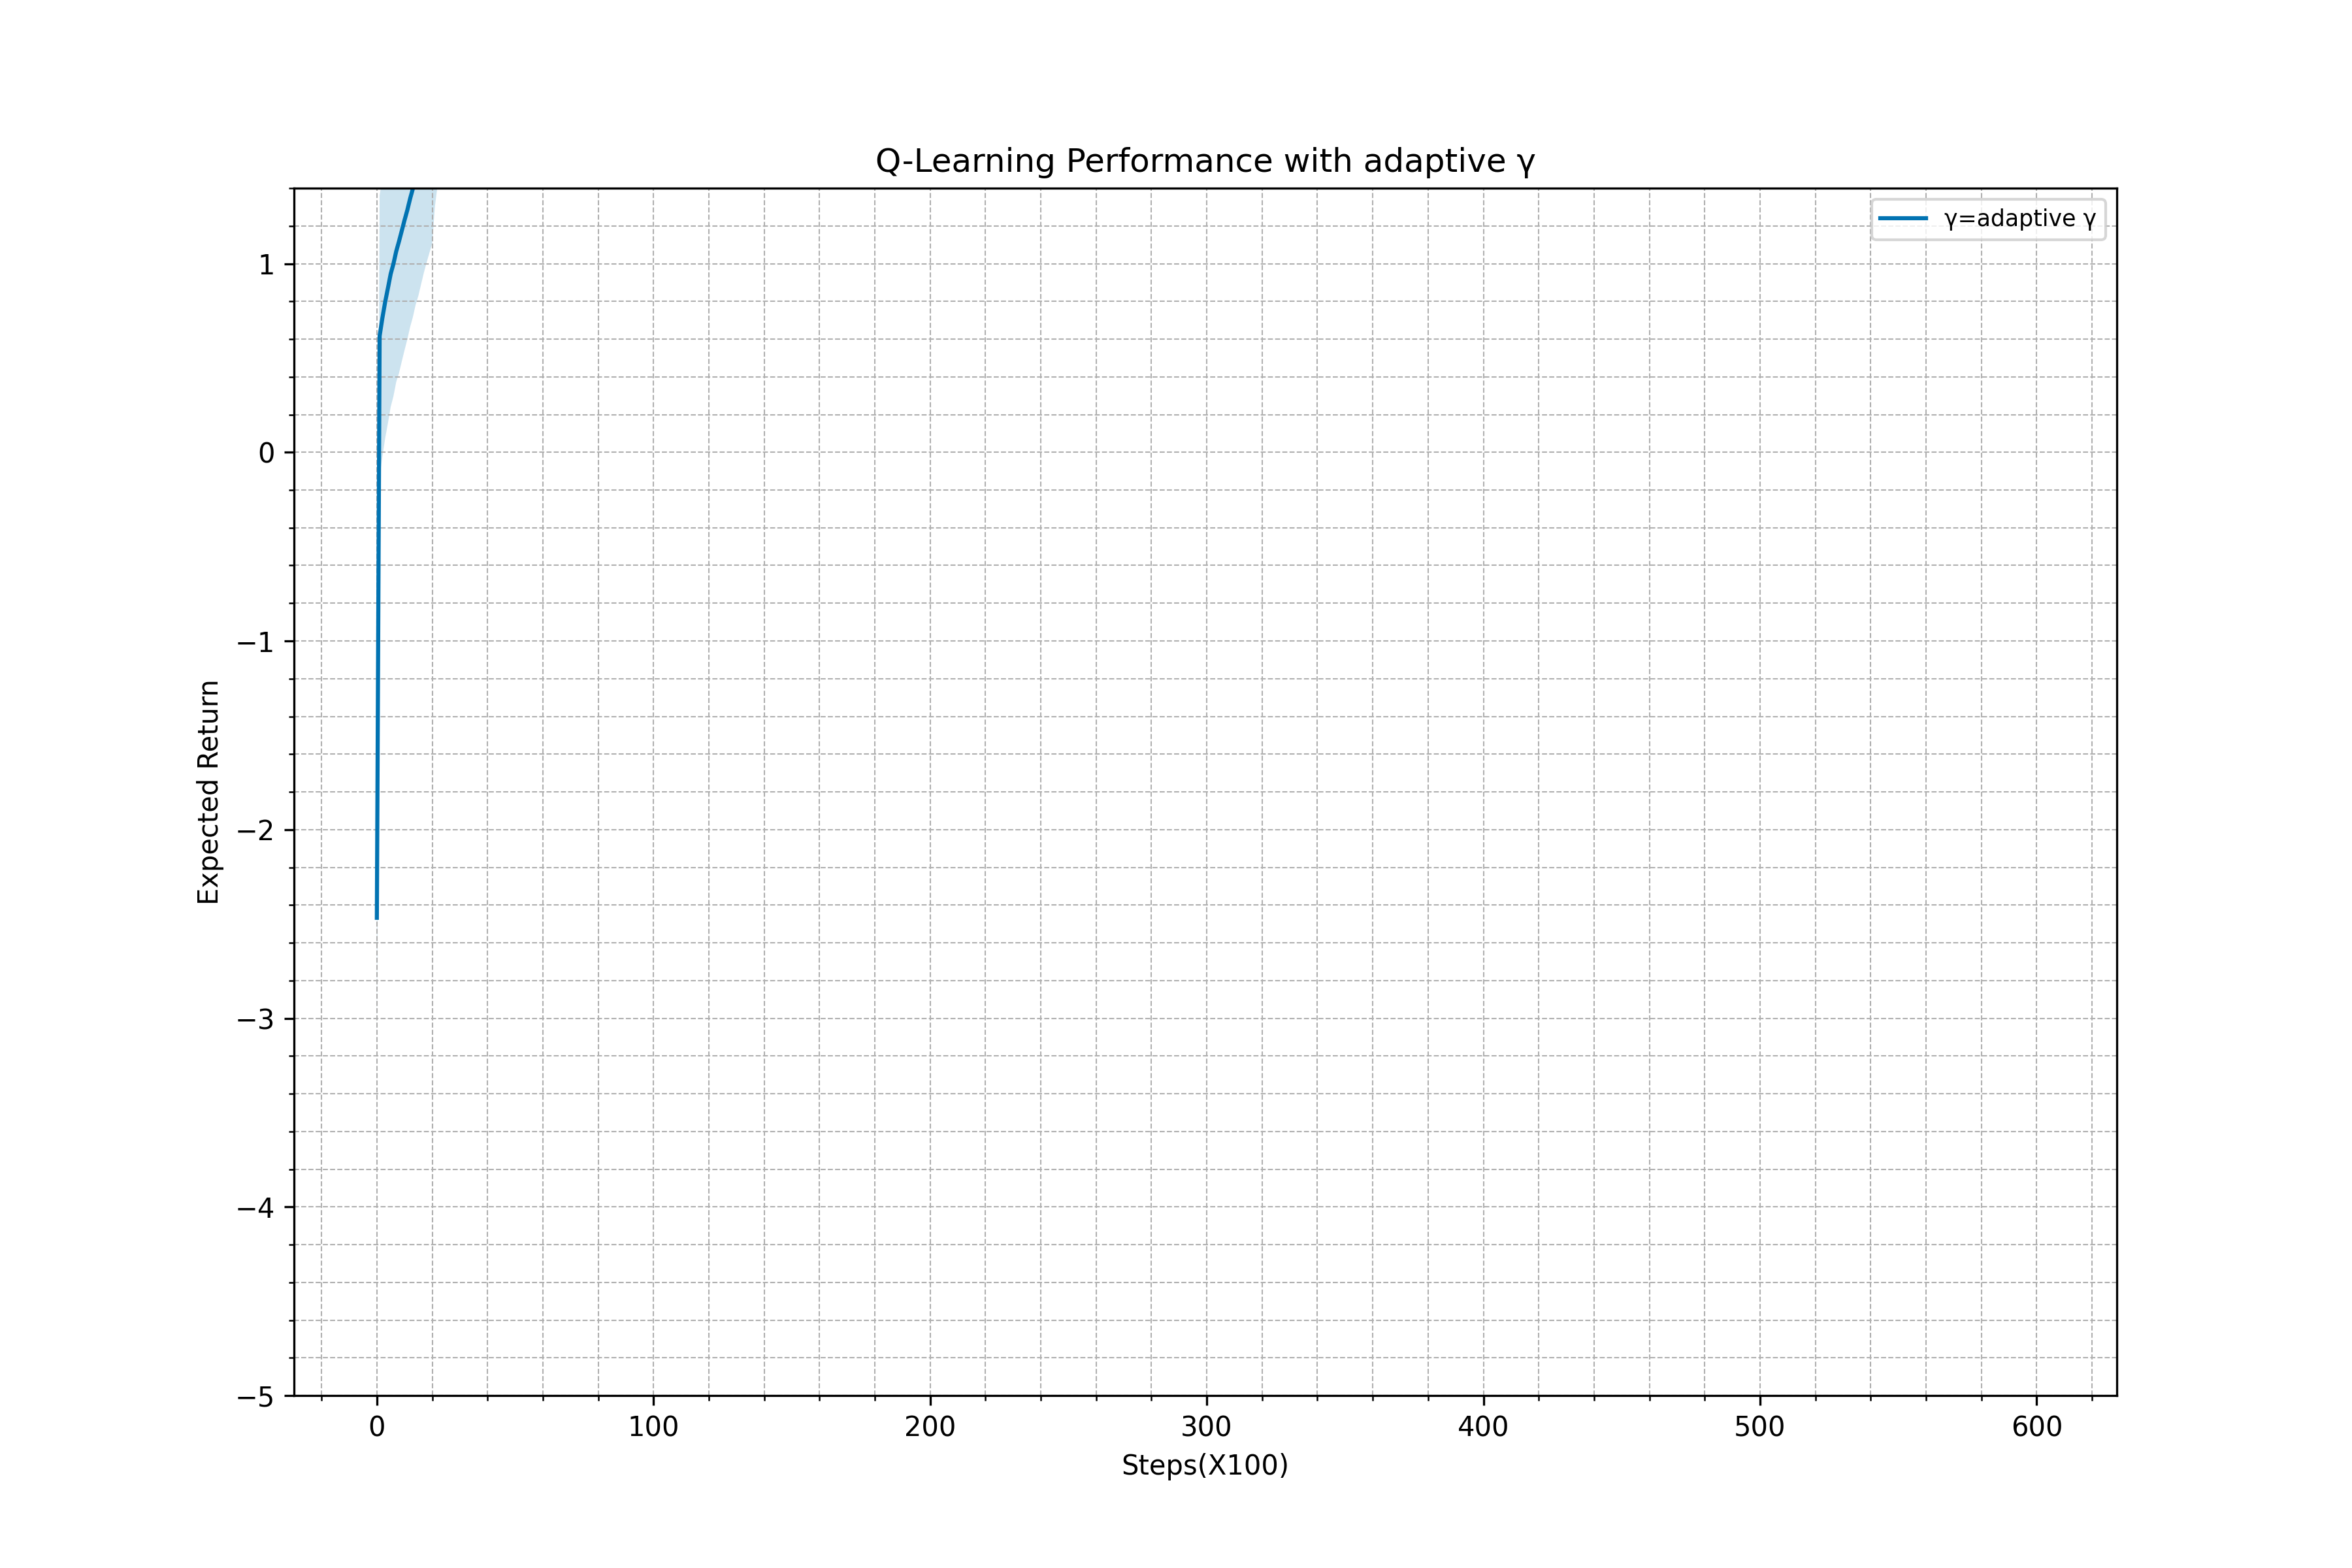 Q-Learning Performance with adaptive γ
γ=adaptive γ
1
0
−1
−2
−3
−4
−5
Expected Return
0 100 200 300 400 500 600
Steps(X100)